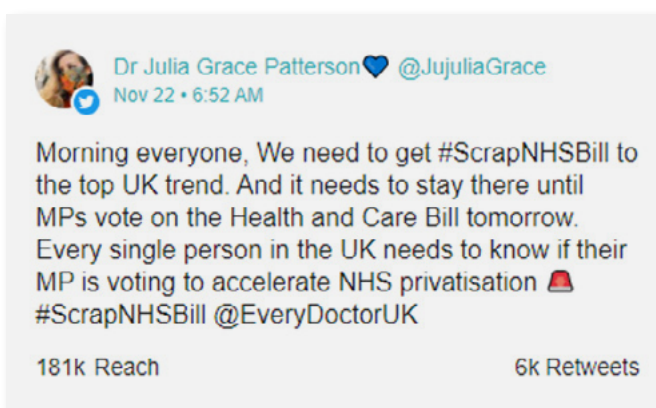 Dr Julia Grace Patterson💙 @JujuliaGrace
Nov 22 • 6:52 AM
Morning everyone, We need to get #ScrapNHSBill to
the top UK trend. And it needs to stay there until
MPs vote on the Health and Care Bill tomorrow.
Every single person in the UK needs to know if their
MP is voting to accelerate NHS privatisation 🚨
#ScrapNHSBill @EveryDoctorUK
181k Reach 6k Retweets